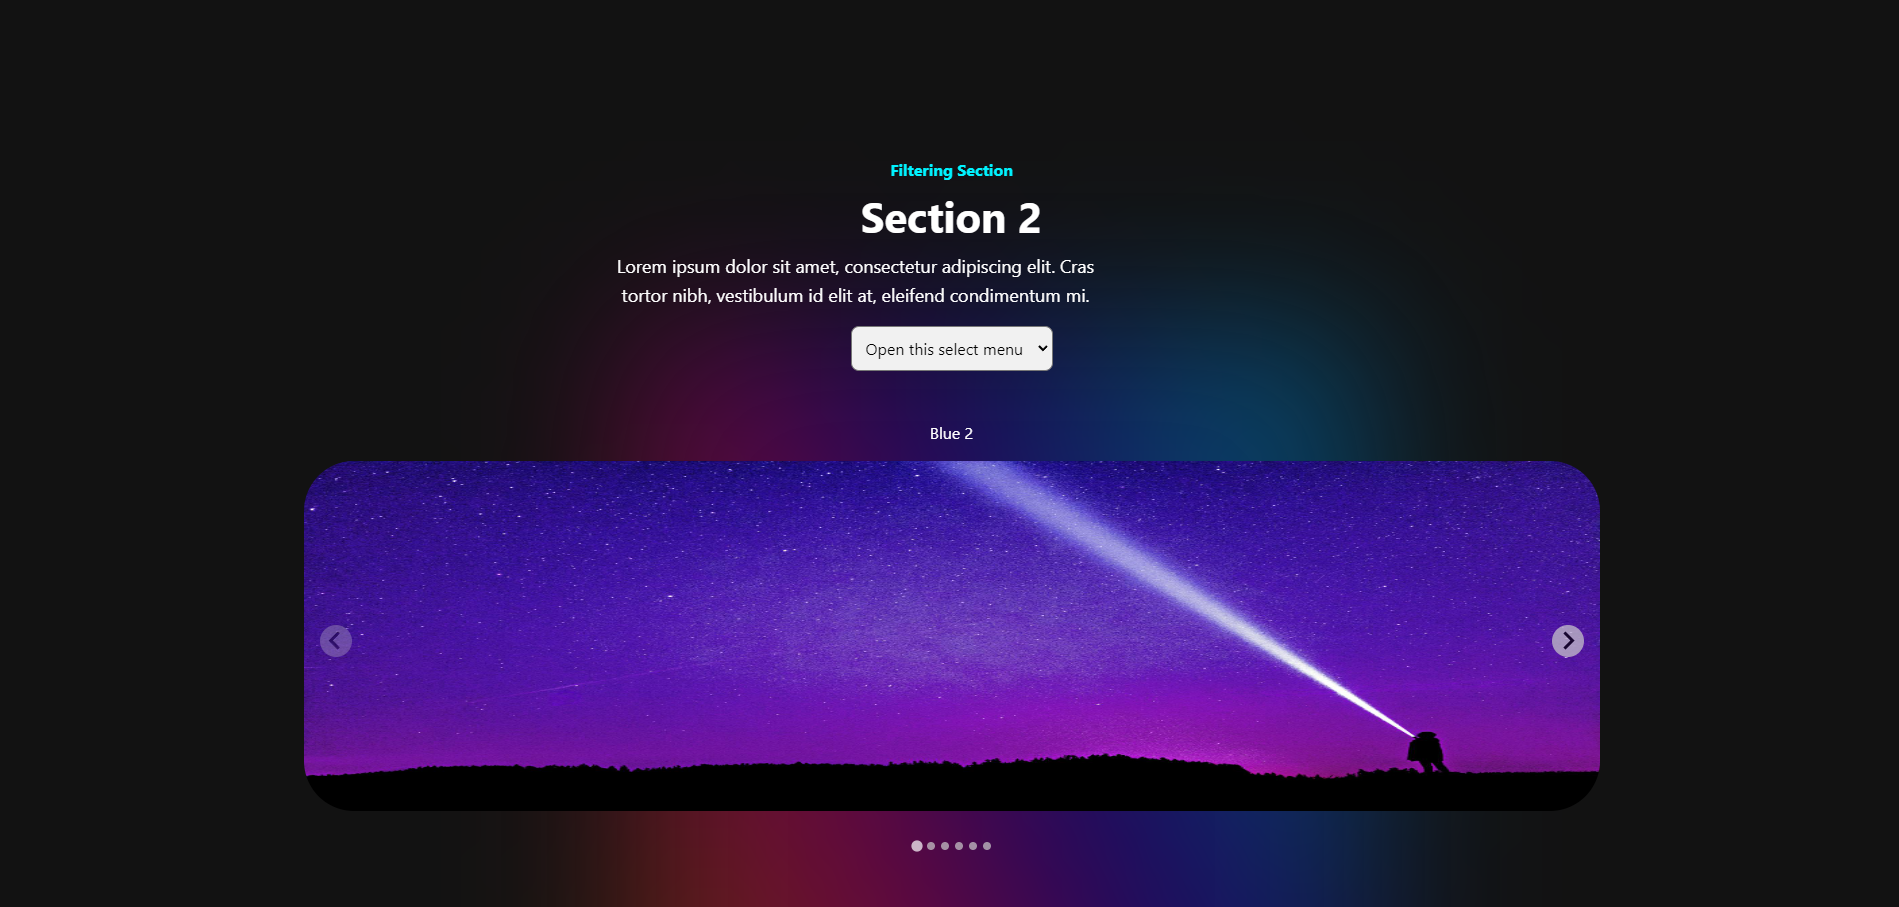 Filtering Section
Section 2
Lorem ipsum dolor sit amet, consectetur adipiscing elit. Cras
tortor nibh, vestibulum id elit at, eleifend condimentum mi.
Open this select menu
Blue 2